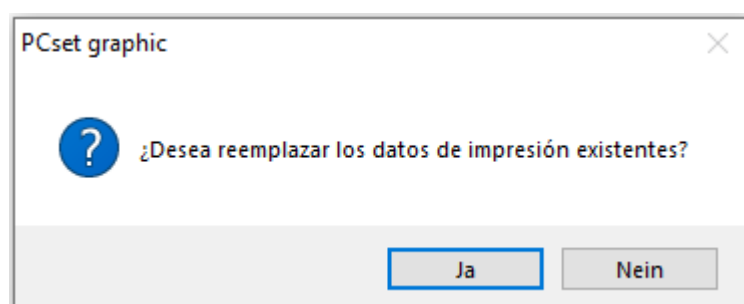 PCset graphic
¿Desea reemplazar los datos de impresión existentes?
Ja Nein